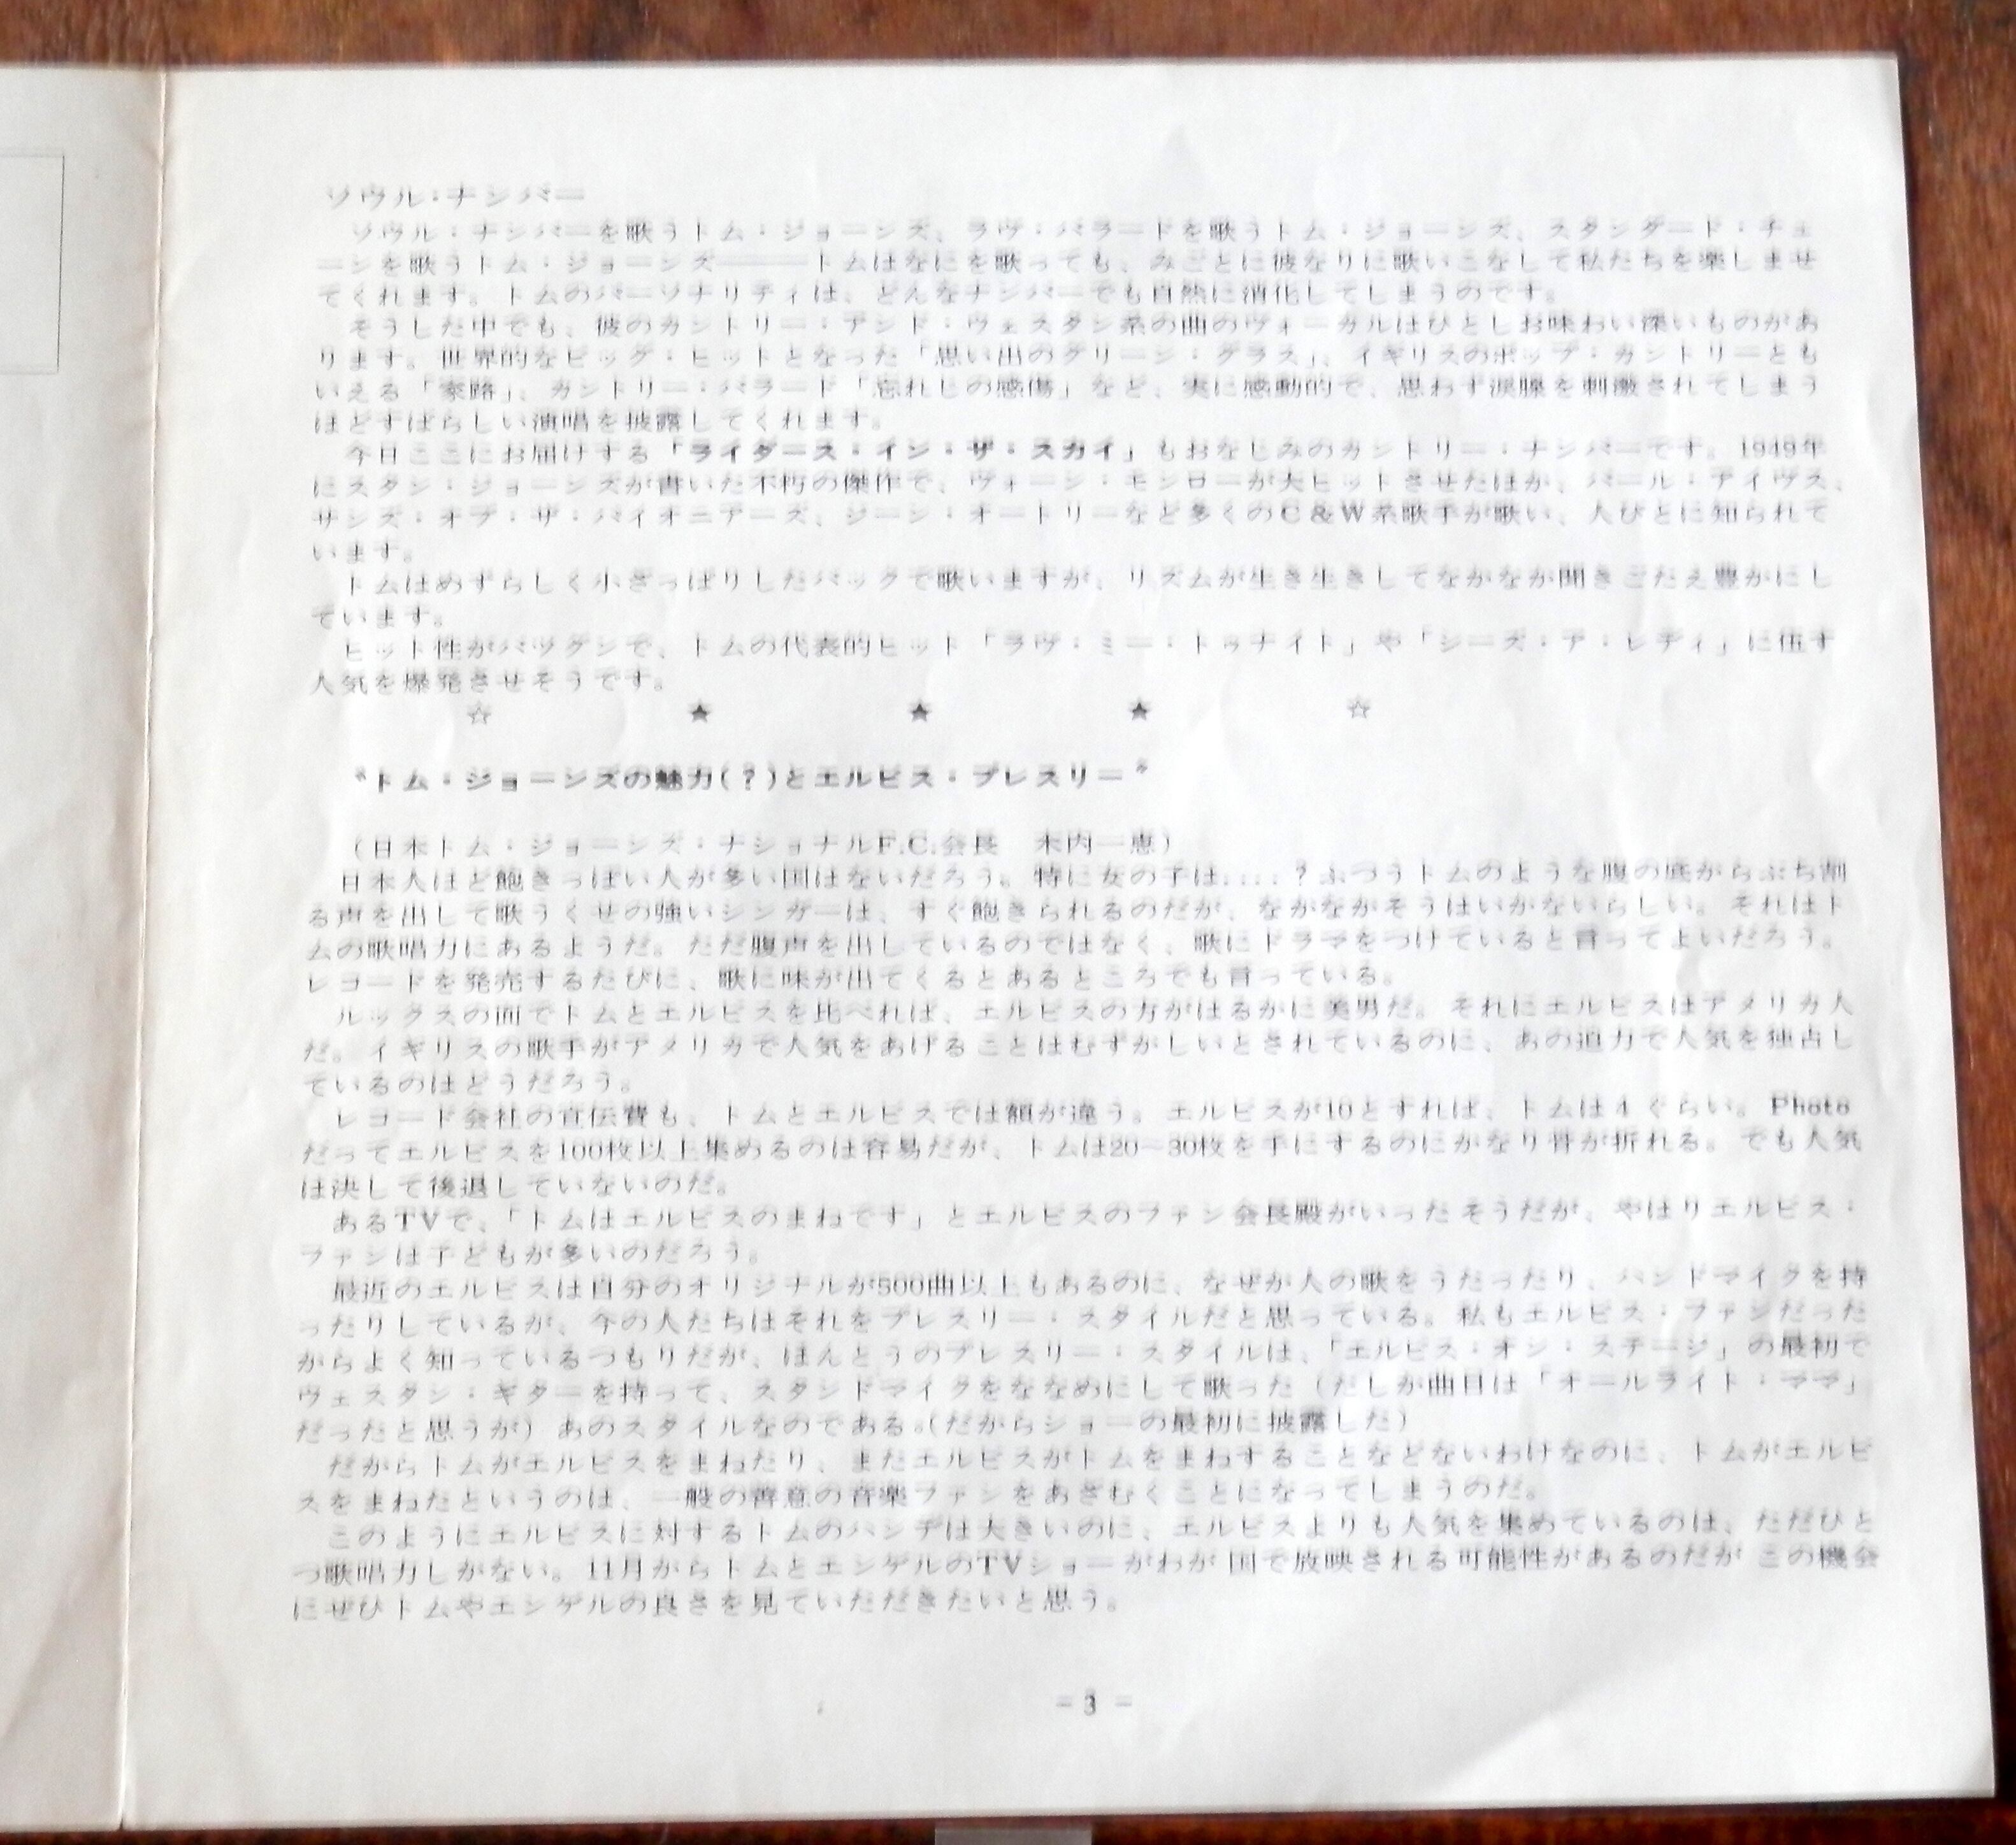 ソウル・ナンバー
ソウル・ナンバーを歌うトム・ジョーンズ、ラヴ・バラードを歌うトム・ジョーンズ、スタンダード・チュ
ーンを歌うトム・ジョーンズ――――トムはなにを歌っても、みごとに彼なりに歌いこなして私たちを楽しませ
てくれます。トムのパーソナリティは、どんなナンバーでも自然に消化してしまうのです。
そうした中でも、彼のカントリー・アンド・ウェスタン系の曲のヴォーカルはひとしお味わい深いものがあ
ります。世界的なビッグ・ヒットとなった「思い出のグリーン・グラス」、イギリスのポップ・カントリーとも
いえる「家路」、カントリー・バラード「忘れじの感傷」など、実に感動的で、思わず涙腺を刺激されてしまう
ほどすばらしい演唱を披露してくれます。
今日ここにお届けする「ライダース・イン・ザ・スカイ」もおなじみのカントリー・ナンバーです。1949年
にスタン・ジョーンズが書いた不朽の傑作で、ヴォーン・モンローが大ヒットさせたほか、バール・アイヴス、
サンズ・オブ・ザ・パイオニアーズ、ジーン・オートリーなど多くのC&W系歌手が歌い、人びとに知られて
います。
トムはめずらしく小ざっぱりしたバックで歌いますが、リズムが生き生きしてなかなか聞きごたえ豊かにし
ています。
ヒット性がバツグンで、トムの代表的ヒット「ラヴ・ミー・トゥナイト」や「シーズ・ア・レディ」に伍す
人気を爆発させそうです。
☆ ★ ★ ★ ☆
“トム・ジョーンズの魅力(?)とエルビス・プレスリー”
(日本トム・ジョーンズ・ナショナルF.C.会長 木内一恵)
日本人ほど飽きっぽい人が多い国はないだろう。特に女の子は....?ふつうトムのような腹の底からぶち割
る声を出して歌うくせの強いシンガーは、すぐ飽きられるのだが、なかなかそうはいかないらしい。それはト
ムの歌唱力にあるようだ。ただ腹声を出しているのではなく、歌にドラマをつけていると言ってよいだろう。
レコードを発売するたびに、歌に味が出てくるとあるところでも言っている。
ルックスの面でトムとエルビスを比べれば、エルビスの方がはるかに美男だ。それにエルビスはアメリカ人
だ。イギリスの歌手がアメリカで人気をあげることはむずかしいとされているのに、あの迫力で人気を独占し
ているのはどうだろう。
レコード会社の宣伝費も、トムとエルビスでは額が違う。エルビスが10とすれば、トムは4ぐらい。Photo
だってエルビスを100枚以上集めるのは容易だが、トムは20~30枚を手にするのにかなり骨が折れる。でも人気
は決して後退していないのだ。
あるTVで、「トムはエルビスのまねです」とエルビスのファン会長殿がいったそうだが、やはりエルビス・
ファンは子どもが多いのだろう。
最近のエルビスは自分のオリジナルが500曲以上もあるのに、なぜか人の歌をうたったり、ハンドマイクを持
ったりしているが、今の人たちはそれをプレスリー・スタイルだと思っている。私もエルビス・ファンだった
からよく知っているつもりだが、ほんとうのプレスリー・スタイルは、「エルビス・オン・ステージ」の最初で
ウェスタン・ギターを持って、スタンドマイクをななめにして歌った(たしか曲目は「オールライト・ママ」
だったと思うが)あのスタイルなのである。(だからショーの最初に披露した)
だからトムがエルビスをまねたり、またエルビスがトムをまねすることなどないわけなのに、トムがエルビ
スをまねたというのは、一般の善意の音楽ファンをあざむくことになってしまうのだ。
このようにエルビスに対するトムのハンデは大きいのに、エルビスよりも人気を集めているのは、ただひと
つ歌唱力しかない。11月からトムとエンゲルのTVショーがわが国で放映される可能性があるのだが この機会
にぜひトムやエンゲルの良さを見ていただきたいと思う。
－3－